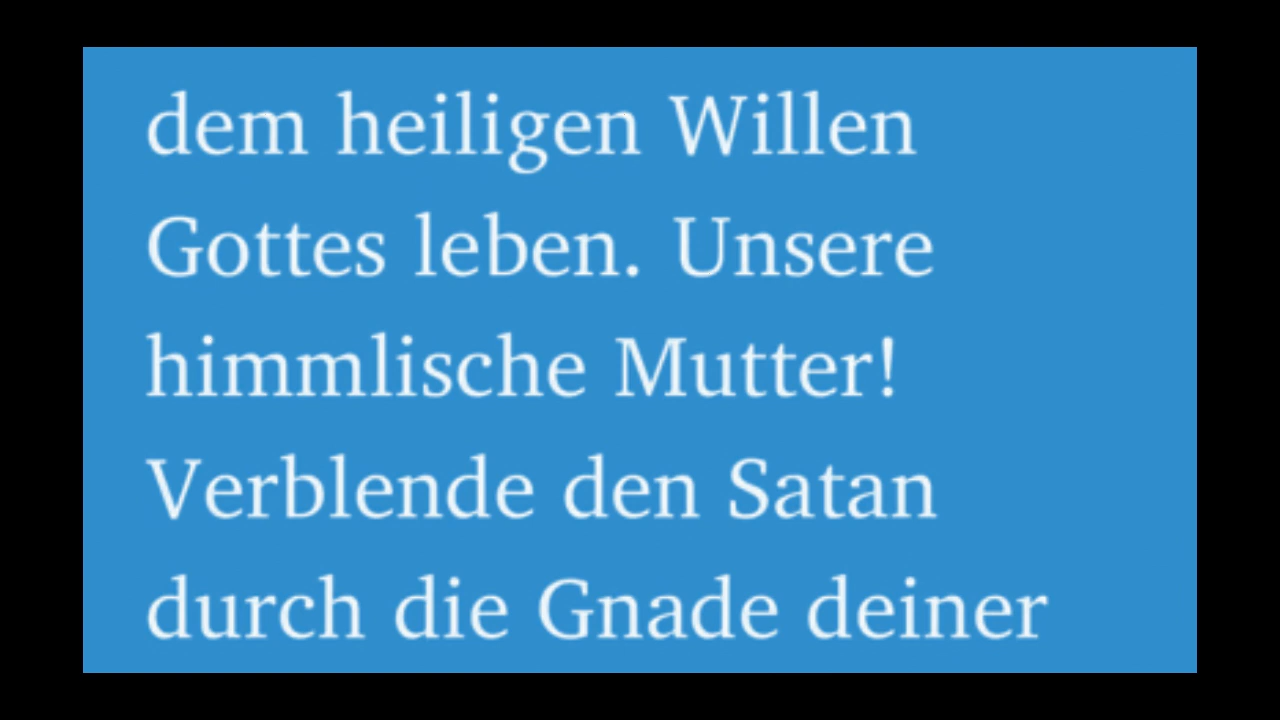 dem heiligen Willen
Gottes leben. Unsere
himmlische Mutter!
Verblende den Satan
durch die Gnade deiner